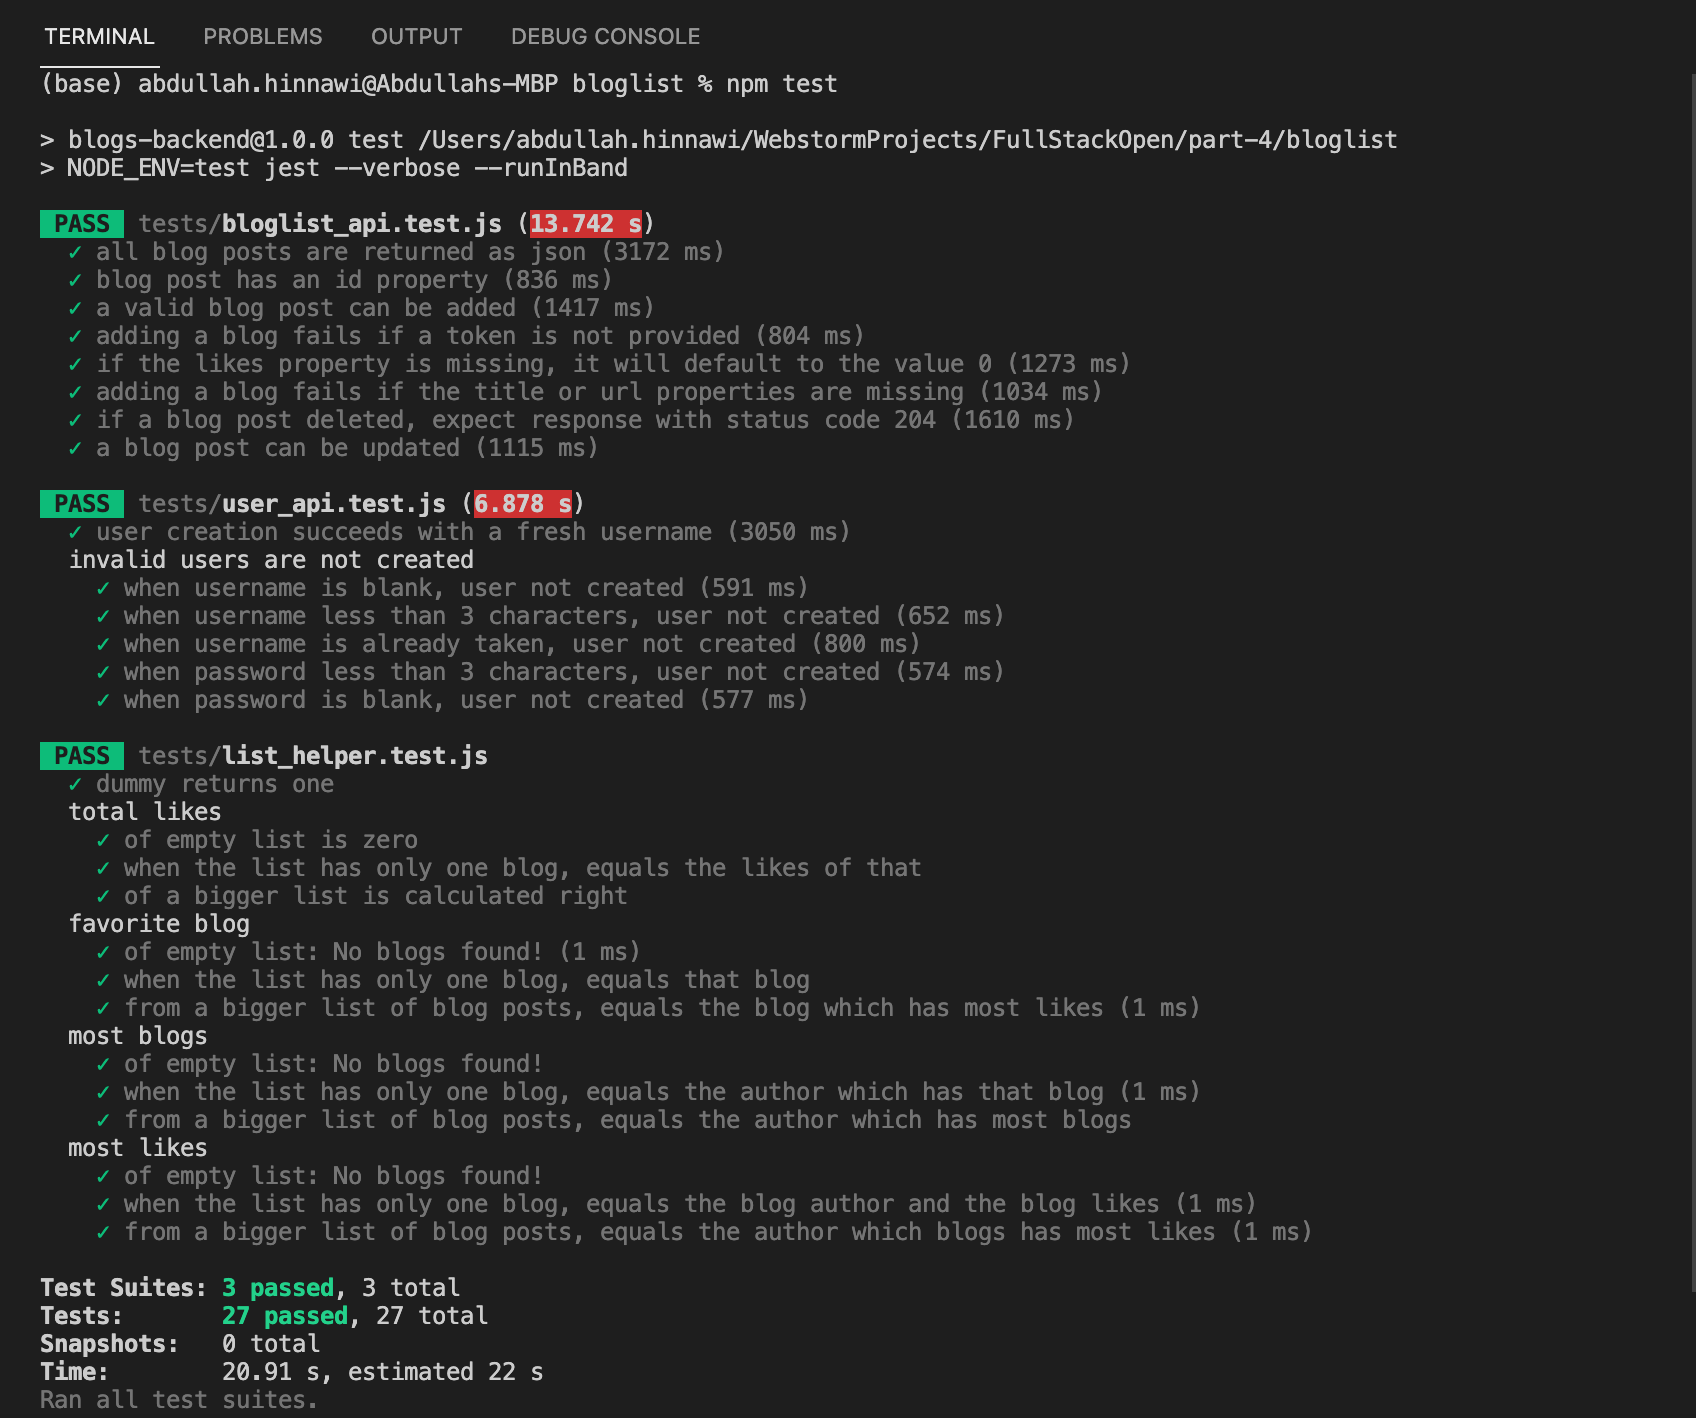 TERMINAL PROBLEMS OUTPUT DEBUG CONSOLE
(base) abdullah.hinnawi@Abdullahs-MBP bloglist % npm test
> blogs-backend@1.0.0 test /Users/abdullah.hinnawi/WebstormProjects/FullStackOpen/part-4/bloglist
> NODE_ENV=test jest --verbose --runInBand
PASS tests/bloglist_api.test.js (13.742 s)
✓ all blog posts are returned as json (3172 ms)
✓ blog post has an id property (836 ms)
✓ a valid blog post can be added (1417 ms)
✓ adding a blog fails if a token is not provided (804 ms)
✓ if the likes property is missing, it will default to the value 0 (1273 ms)
✓ adding a blog fails if the title or url properties are missing (1034 ms)
✓ if a blog post deleted, expect response with status code 204 (1610 ms)
✓ a blog post can be updated (1115 ms)
PASS tests/user_api.test.js (6.878 s)
✓ user creation succeeds with a fresh username (3050 ms)
invalid users are not created
✓ when username is blank, user not created (591 ms)
✓ when username less than 3 characters, user not created (652 ms)
✓ when username is already taken, user not created (800 ms)
✓ when password less than 3 characters, user not created (574 ms)
✓ when password is blank, user not created (577 ms)
PASS tests/list_helper.test.js
✓ dummy returns one
total likes
✓ of empty list is zero
✓ when the list has only one blog, equals the likes of that
✓ of a bigger list is calculated right
favorite blog
✓ of empty list: No blogs found! (1 ms)
✓ when the list has only one blog, equals that blog
✓ from a bigger list of blog posts, equals the blog which has most likes (1 ms)
most blogs
✓ of empty list: No blogs found!
✓ when the list has only one blog, equals the author which has that blog (1 ms)
✓ from a bigger list of blog posts, equals the author which has most blogs
most likes
✓ of empty list: No blogs found!
✓ when the list has only one blog, equals the blog author and the blog likes (1 ms)
✓ from a bigger list of blog posts, equals the author which blogs has most likes (1 ms)
Test Suites: 3 passed, 3 total
Tests: 27 passed, 27 total
Snapshots: 0 total
Time: 20.91 s, estimated 22 s
Ran all test suites.